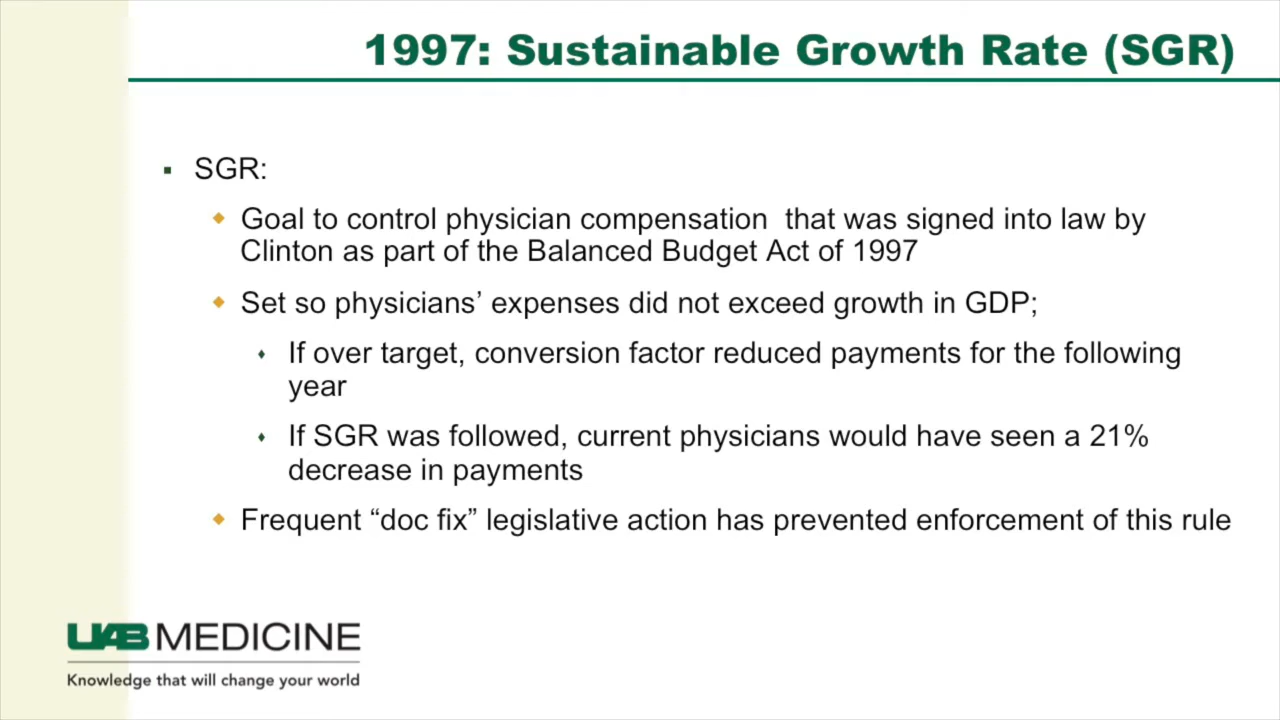 1997: Sustainable Growth Rate (SGR)
SGR:
Goal to control physician compensation  that was signed into law by
Clinton as part of the Balanced Budget Act of 1997
Set so physicians’ expenses did not exceed growth in GDP;
If over target, conversion factor reduced payments for the following
year
If SGR was followed, current physicians would have seen a 21%
decrease in payments
Frequent “doc fix” legislative action has prevented enforcement of this rule
UAB MEDICINE
Knowledge that will change your world